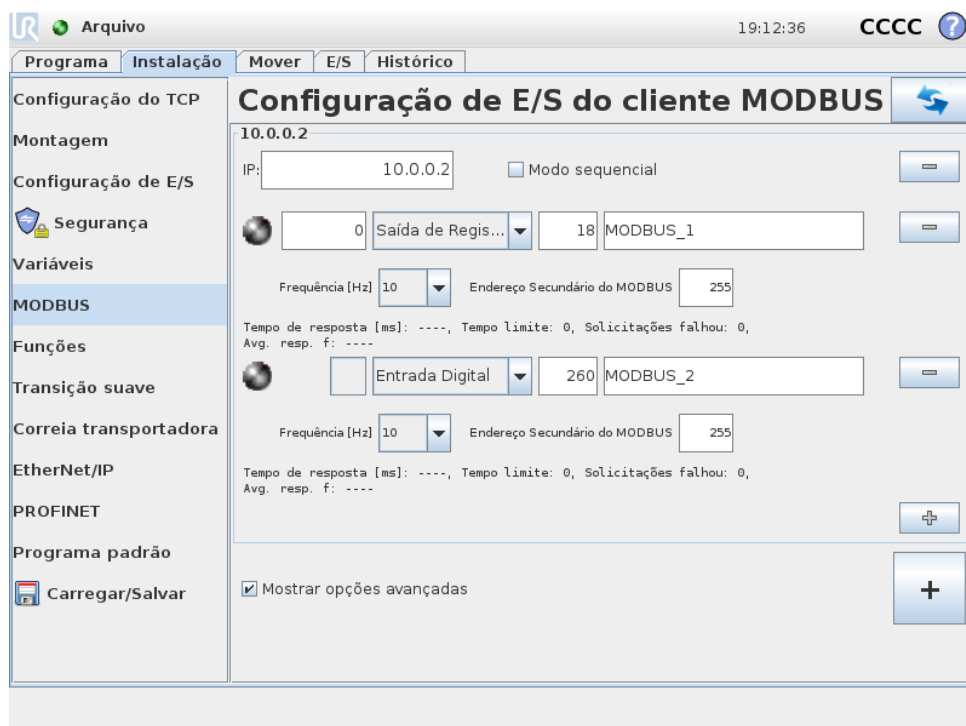 UR Arquivo 19:12:36 CCCC ?
Programa Instalação Mover E/S Histórico
Configuração do TCP
Montagem
Configuração de E/S
Segurança
Variáveis
MODBUS
Funções
Transição suave
Correia transportadora
EtherNet/IP
PROFINET
Programa padrão
Carregar/Salvar
Configuração de E/S do cliente MODBUS
10.0.0.2
IP: 10.0.0.2 Modo sequencial
0 Saída de Regis... 18 MODBUS_1
Frequência [Hz] 10 Endereço Secundário do MODBUS 255
Tempo de resposta [ms]: ----, Tempo limite: 0, Solicitações falhou: 0,
Avg. resp. f: ----
Entrada Digital 260 MODBUS_2
Frequência [Hz] 10 Endereço Secundário do MODBUS 255
Tempo de resposta [ms]: ----, Tempo limite: 0, Solicitações falhou: 0,
Avg. resp. f: ----
Mostrar opções avançadas